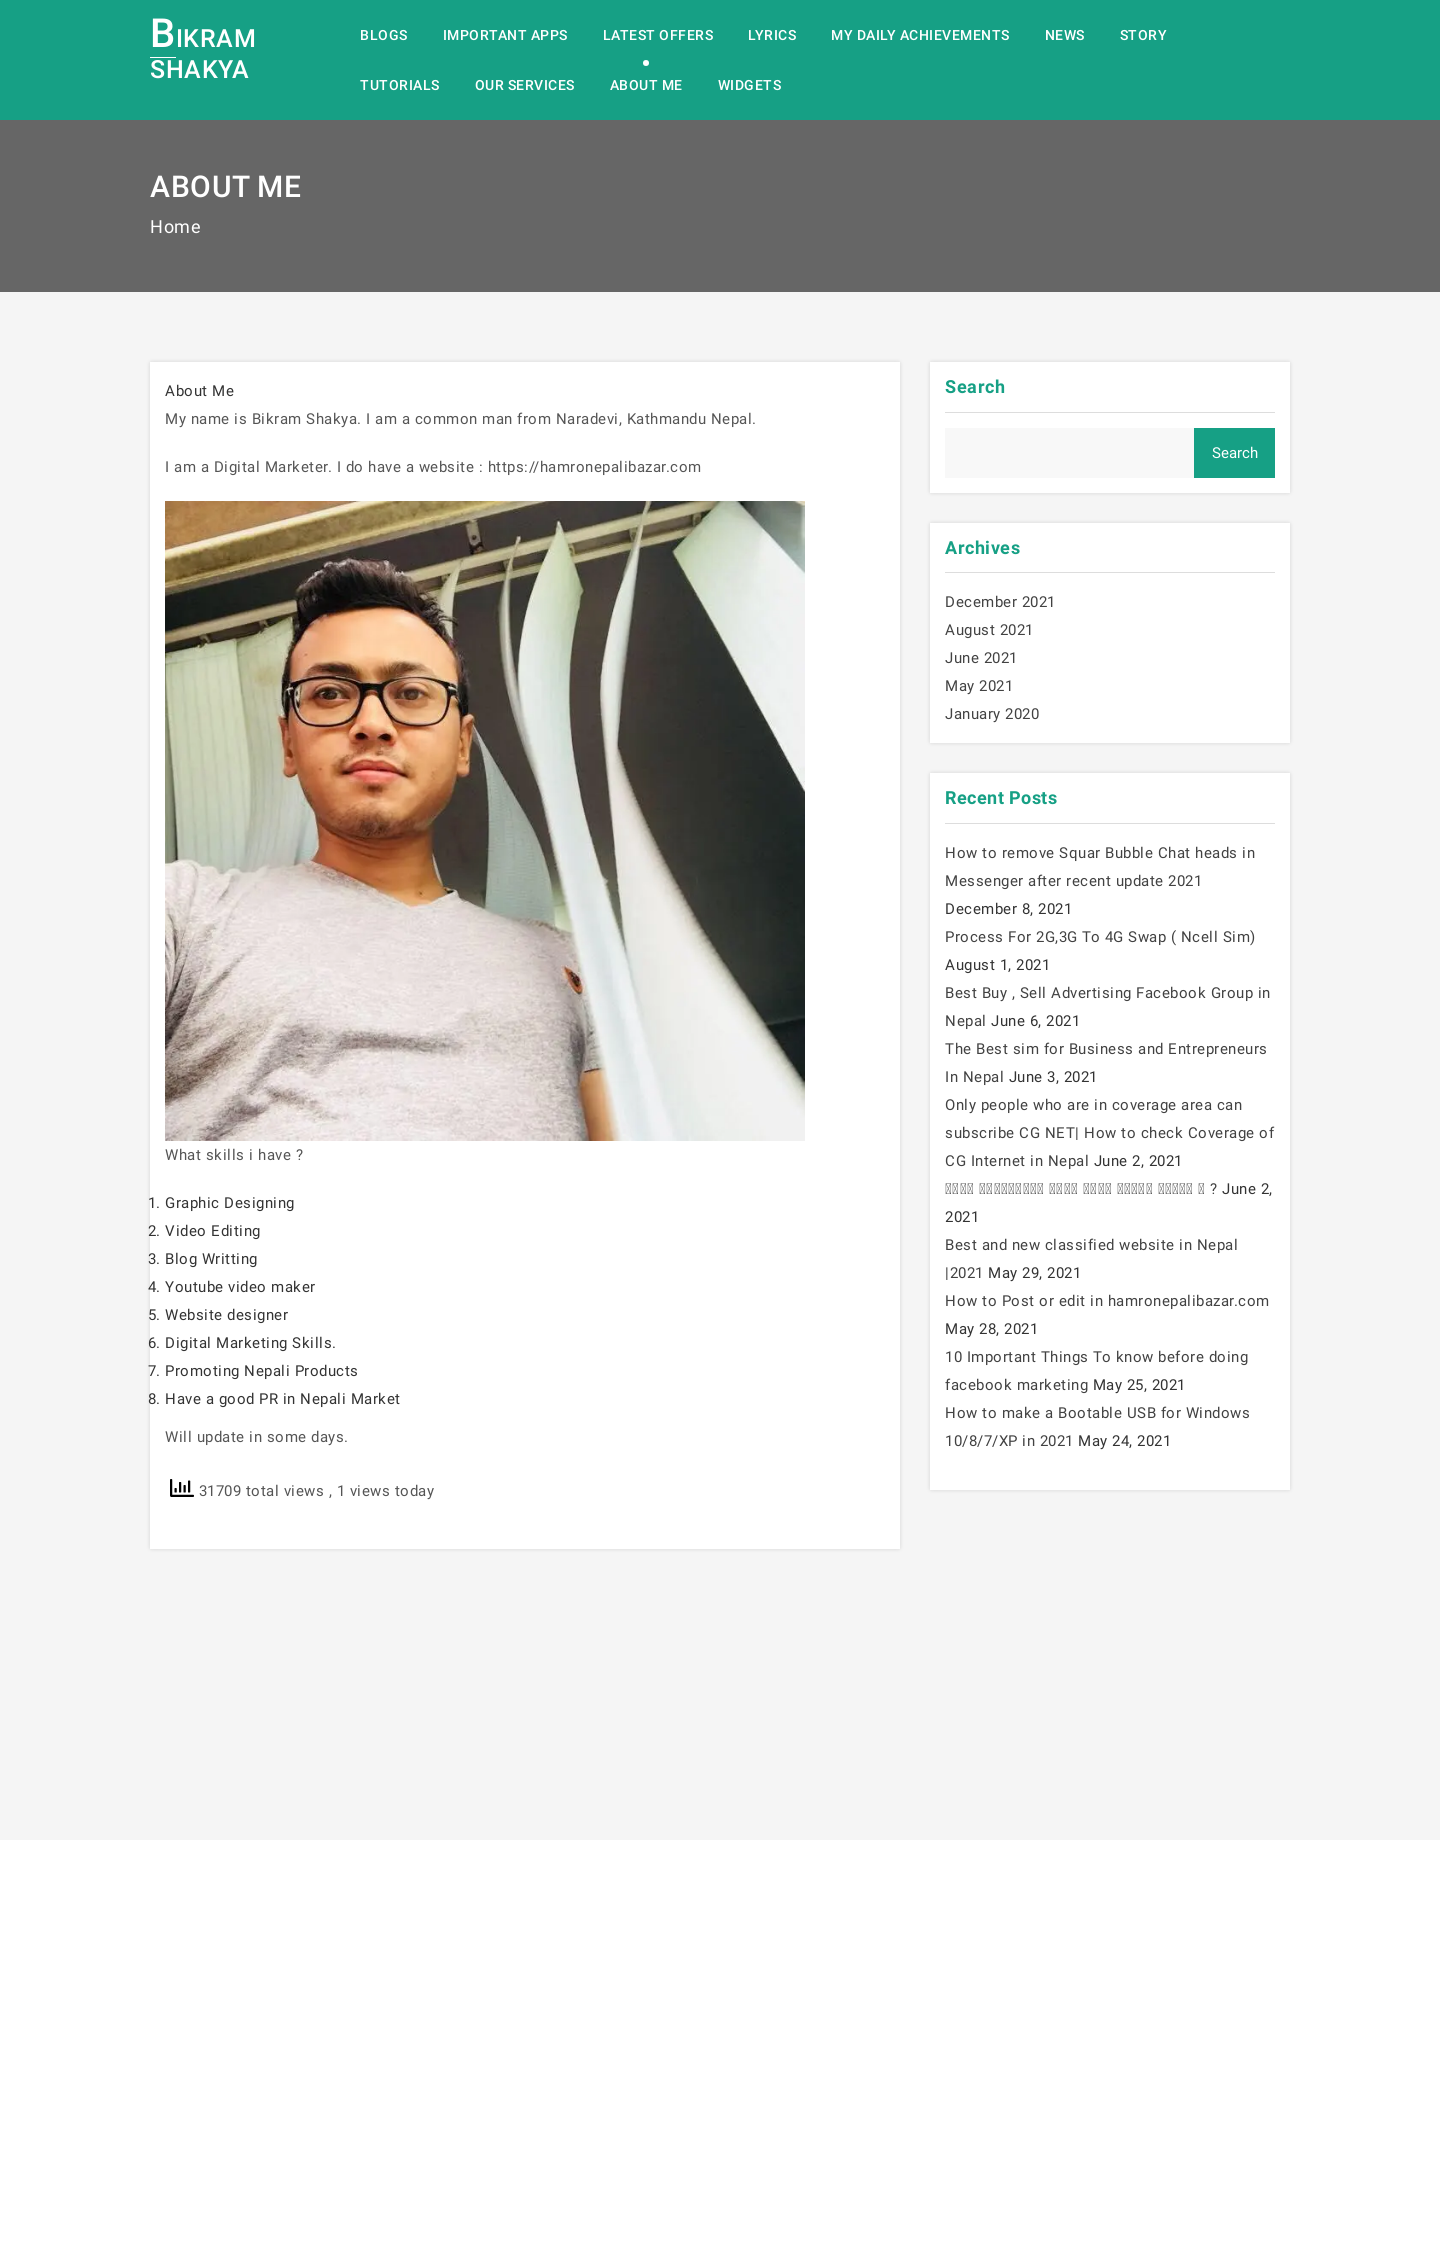 BIKRAM
SHAKYA
BLOGS IMPORTANT APPS LATEST OFFERS LYRICS MY DAILY ACHIEVEMENTS NEWS STORY
TUTORIALS OUR SERVICES ABOUT ME WIDGETS
ABOUT ME
Home
About Me
My name is Bikram Shakya. I am a common man from Naradevi, Kathmandu Nepal.
I am a Digital Marketer. I do have a website : https://hamronepalibazar.com
What skills i have ?
1. Graphic Designing
2. Video Editing
3. Blog Writting
4. Youtube video maker
5. Website designer
6. Digital Marketing Skills.
7. Promoting Nepali Products
8. Have a good PR in Nepali Market
Will update in some days.
31709 total views , 1 views today
Search
Search
Archives
December 2021
August 2021
June 2021
May 2021
January 2020
Recent Posts
How to remove Squar Bubble Chat heads in
Messenger after recent update 2021
December 8, 2021
Process For 2G,3G To 4G Swap ( Ncell Sim)
August 1, 2021
Best Buy , Sell Advertising Facebook Group in
Nepal June 6, 2021
The Best sim for Business and Entrepreneurs
In Nepal June 3, 2021
Only people who are in coverage area can
subscribe CG NET| How to check Coverage of
CG Internet in Nepal June 2, 2021
? June 2,
2021
Best and new classified website in Nepal
|2021 May 29, 2021
How to Post or edit in hamronepalibazar.com
May 28, 2021
10 Important Things To know before doing
facebook marketing May 25, 2021
How to make a Bootable USB for Windows
10/8/7/XP in 2021 May 24, 2021